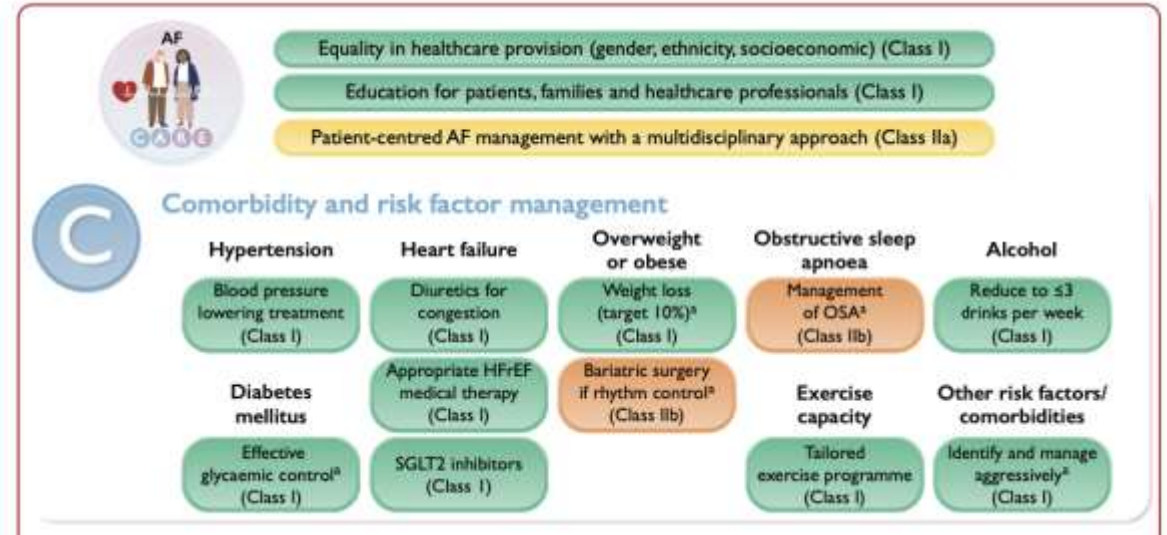 AF
CARE
Equality in healthcare provision (gender, ethnicity, socioeconomic) (Class I)
Education for patients, families and healthcare professionals (Class I)
Patient-centred AF management with a multidisciplinary approach (Class IIa)
C
Comorbidity and risk factor management
Hypertension
Blood pressure
lowering treatment
(Class I)
Diabetes
mellitus
Effective
glycaemic controlª
(Class I)
Heart failure
Diuretics for
congestion
(Class I)
Appropriate HFrEF
medical therapy
(Class I)
SGLT2 inhibitors
(Class 1)
Overweight
or obese
Weight loss
(target 10%)ª
(Class I)
Bariatric surgery
if rhythm controlª
(Class IIb)
Obstructive sleep
apnoea
Management
of OSAª
(Class IIb)
Exercise
capacity
Tailored
exercise programme
(Class I)
Alcohol
Reduce to ≤3
drinks per week
(Class I)
Other risk factors/
comorbidities
Identify and manage
aggressivelyª
(Class I)